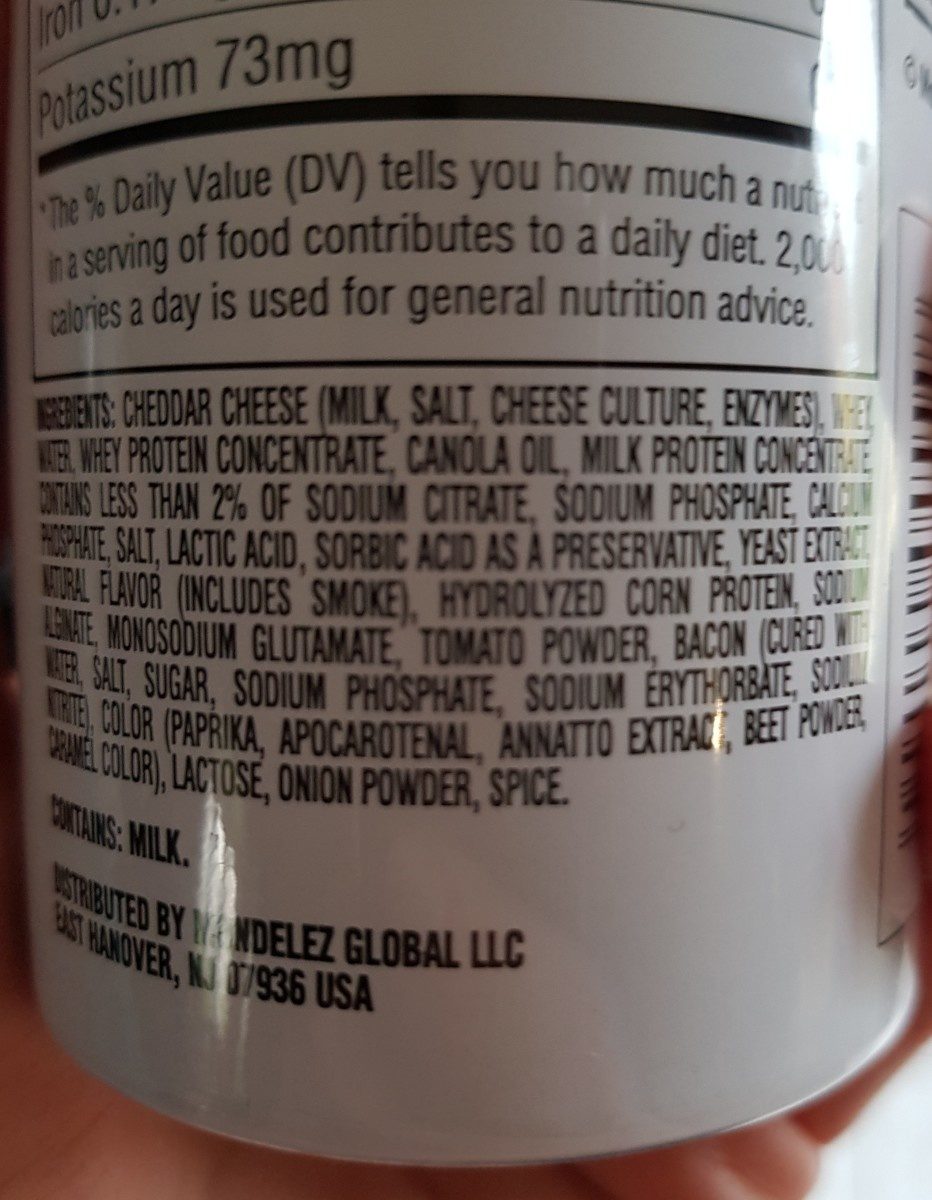 Iron 0.
Potassium 73mg
*The % Daily Value (DV) tells you how much a
in a serving of food contributes to a daily diet. 2,000
calories a day is used for general nutrition advice.
INGREDIENTS: CHEDDAR CHEESE (MILK, SALT, CHEESE CULTURE, ENZYMES), WHEY,
WATER, WHEY PROTEIN CONCENTRATE, CANOLA OIL, MILK PROTEIN CONCENTRATE,
CONTAINS LESS THAN 2% OF SODIUM CITRATE, SODIUM PHOSPHATE, CALCIUM
PHOSPHATE, SALT, LACTIC ACID, SORBIC ACID AS A PRESERVATIVE, YEAST EXTRACT,
NATURAL FLAVOR (INCLUDES SMOKE), HYDROLYZED CORN PROTEIN, SODIUM
ALGINATE, MONOSODIUM GLUTAMATE, TOMATO POWDER, BACON (CURED WITH
WATER, SALT, SUGAR, SODIUM PHOSPHATE, SODIUM ERYTHORBATE, SODIUM
NITRITE), COLOR (PAPRIKA, APOCAROTENAL, ANNATTO EXTRACT, BEET POWDER,
CARAMEL COLOR), LACTOSE, ONION POWDER, SPICE.
CONTAINS: MILK.
DISTRIBUTED BY MONDELEZ GLOBAL LLC
EAST HANOVER, NJ 07936 USA